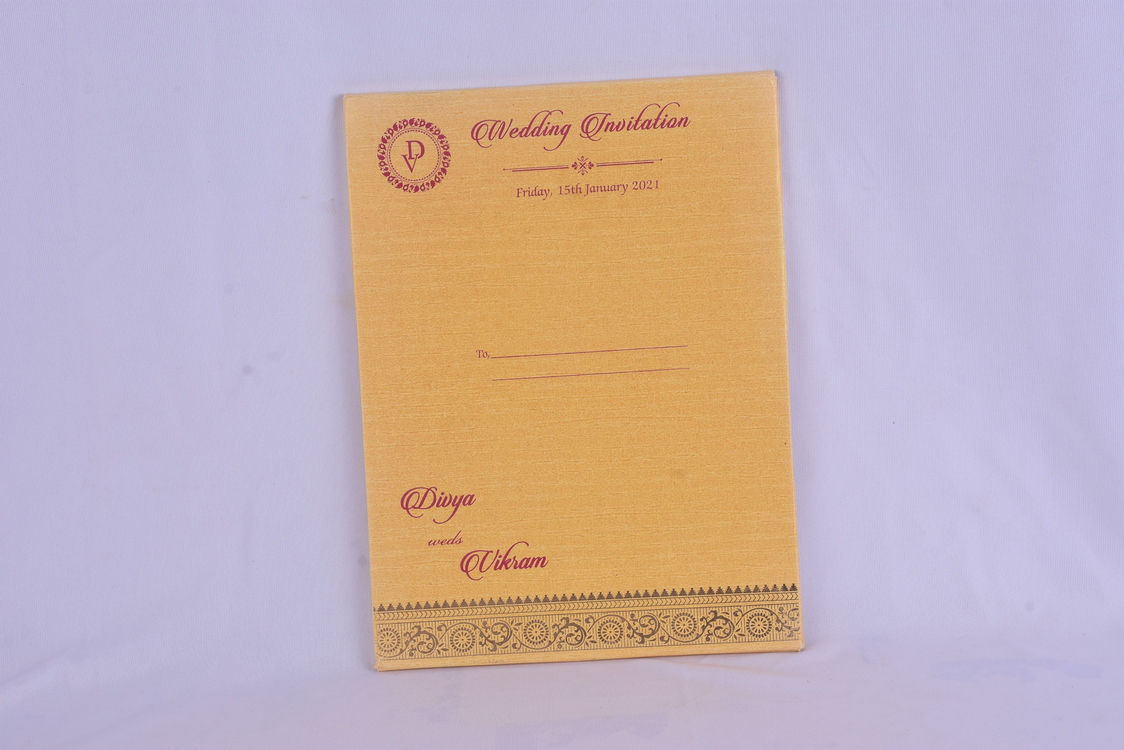 DV
Wedding Invitation
Friday, 15th January 2021
To,
Divya
weds
Vikram